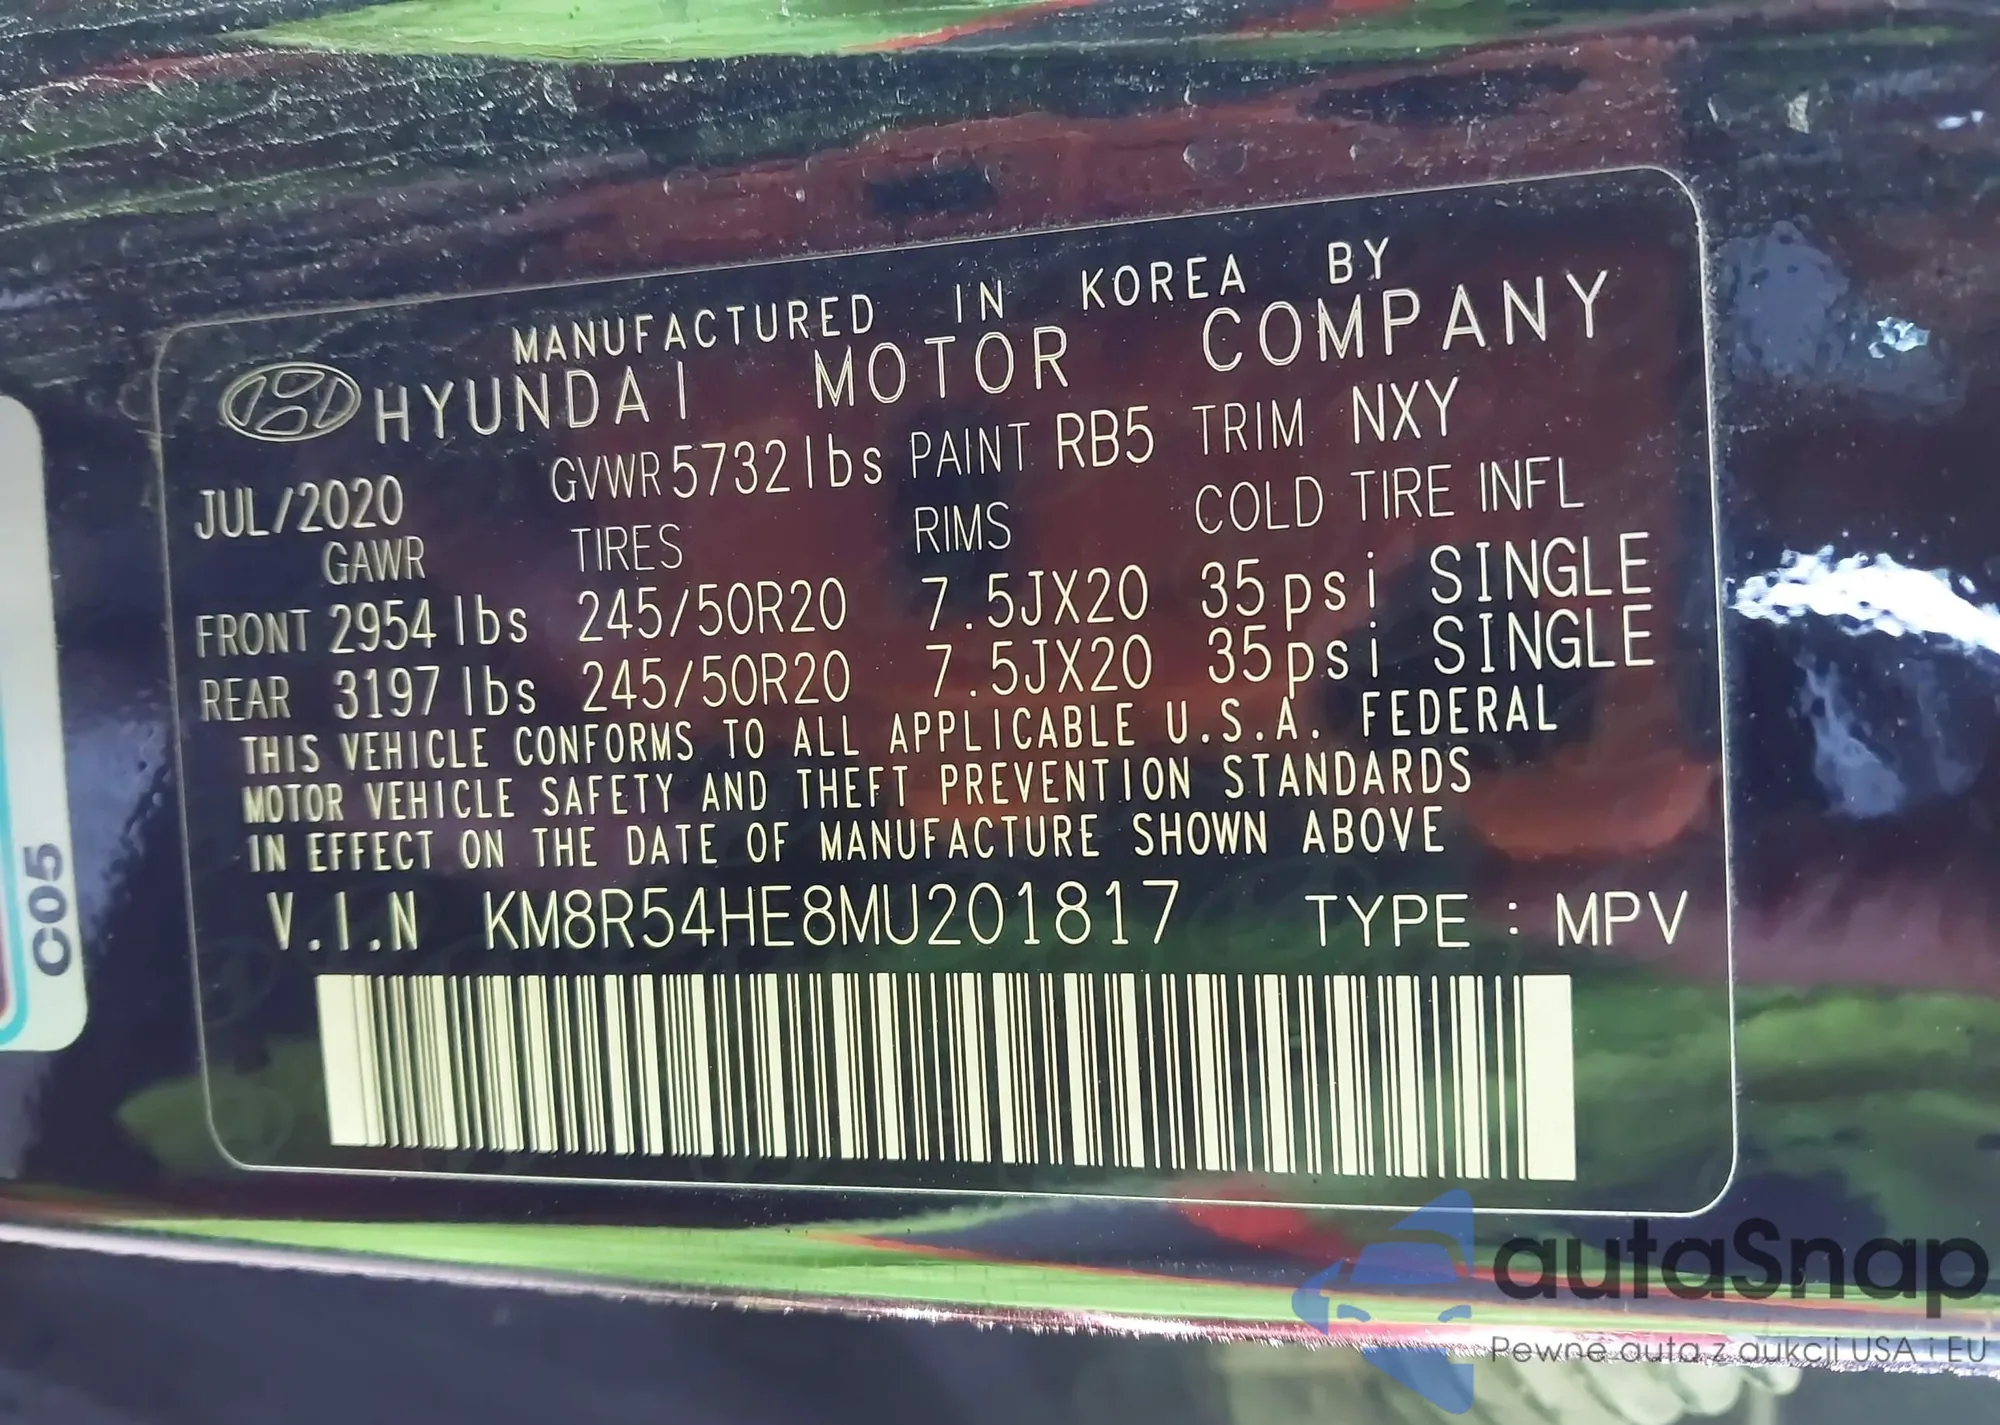 MANUFACTURED IN KOREA BY
HYUNDAI MOTOR COMPANY
JUL/2020 GVWR 5732lbs PAINT RB5 TRIM NXY
GAWR TIRES RIMS COLD TIRE INFL
FRONT 2954 lbs 245/50R20 7.5JX20 35psi SINGLE
REAR 3197 lbs 245/50R20 7.5JX20 35psi SINGLE
THIS VEHICLE CONFORMS TO ALL APPLICABLE U.S.A. FEDERAL
MOTOR VEHICLE SAFETY AND THEFT PREVENTION STANDARDS
IN EFFECT ON THE DATE OF MANUFACTURE SHOWN ABOVE
V.I.N KM8R54HE8MU201817 TYPE : MPV
C05
autaSnap
Pewne auta z aukcji USA i EU